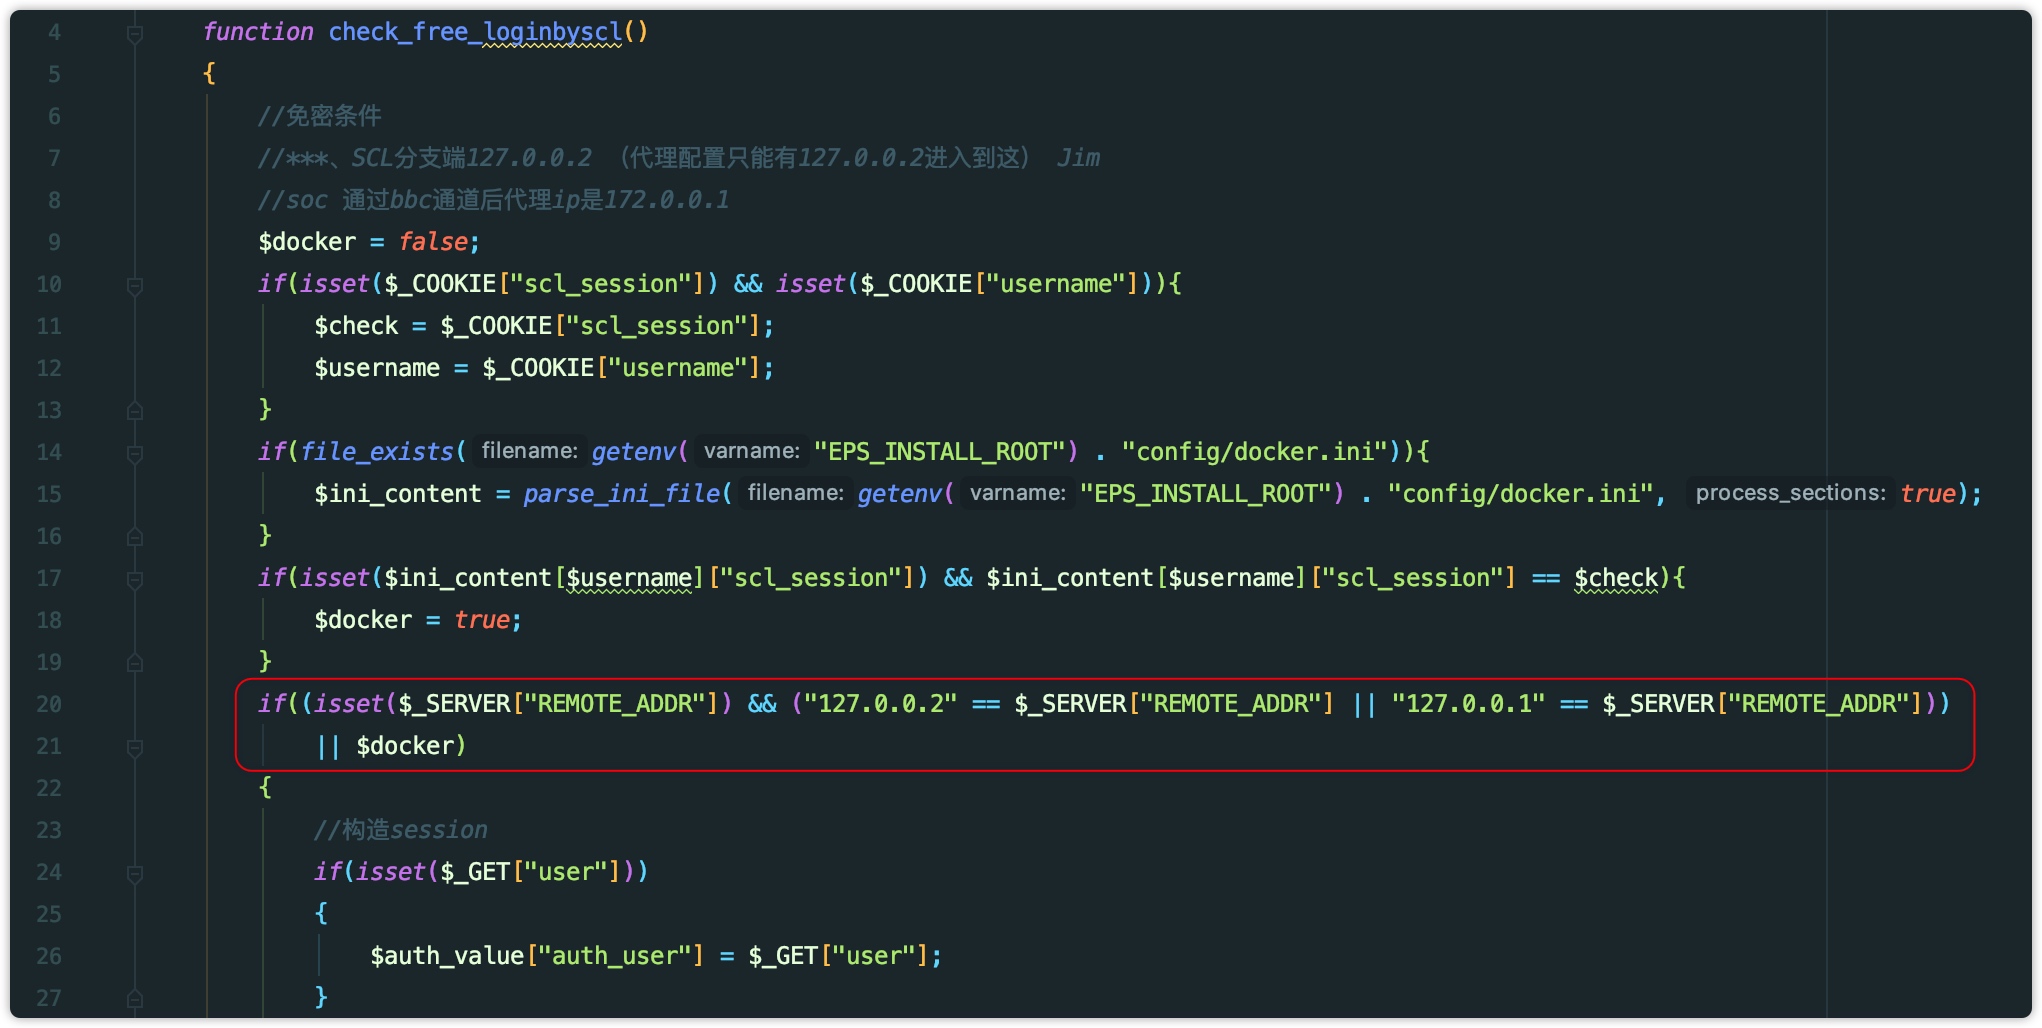 4 function check_free_loginbyscl()
5 {
6 //免密条件
7 //***、SCL分支端127.0.0.2 （代理配置只能有127.0.0.2进入到这） Jim
8 //soc 通过bbc通道后代理ip是172.0.0.1
9 $docker = false;
10 if(isset($_COOKIE["scl_session"]) && isset($_COOKIE["username"])){
11 $check = $_COOKIE["scl_session"];
12 $username = $_COOKIE["username"];
13 }
14 if(file_exists( filename: getenv( varname: "EPS_INSTALL_ROOT") . "config/docker.ini")){
15 $ini_content = parse_ini_file( filename: getenv( varname: "EPS_INSTALL_ROOT") . "config/docker.ini", process_sections: true);
16 }
17 if(isset($ini_content[$username]["scl_session"]) && $ini_content[$username]["scl_session"] == $check){
18 $docker = true;
19 }
20 if((isset($_SERVER["REMOTE_ADDR"]) && ("127.0.0.2" == $_SERVER["REMOTE_ADDR"] || "127.0.0.1" == $_SERVER["REMOTE_ADDR"]))
21 || $docker)
22 {
23 //构造session
24 if(isset($_GET["user"]))
25 {
26 $auth_value["auth_user"] = $_GET["user"];
27 }